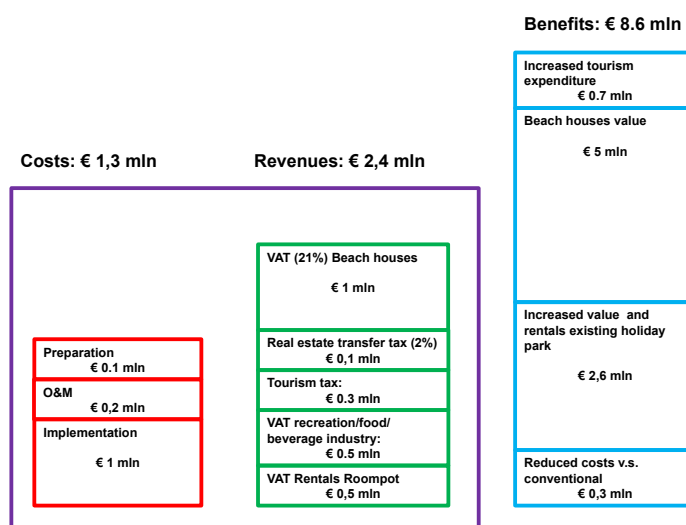 Benefits: € 8.6 mln
Increased tourism
expenditure
€ 0.7 mln
Beach houses value
€ 5 mln
Increased value and
rentals existing holiday
park
€ 2,6 mln
Reduced costs v.s.
conventional
€ 0,3 mln
Costs: € 1,3 mln
Preparation
€ 0.1 mln
O&M
€ 0,2 mln
Implementation
€ 1 mln
Revenues: € 2,4 mln
VAT (21%) Beach houses
€ 1 mln
Real estate transfer tax (2%)
€ 0,1 mln
Tourism tax:
€ 0.3 mln
VAT recreation/food/
beverage industry:
€ 0.5 mln
VAT Rentals Roompot
€ 0,5 mln